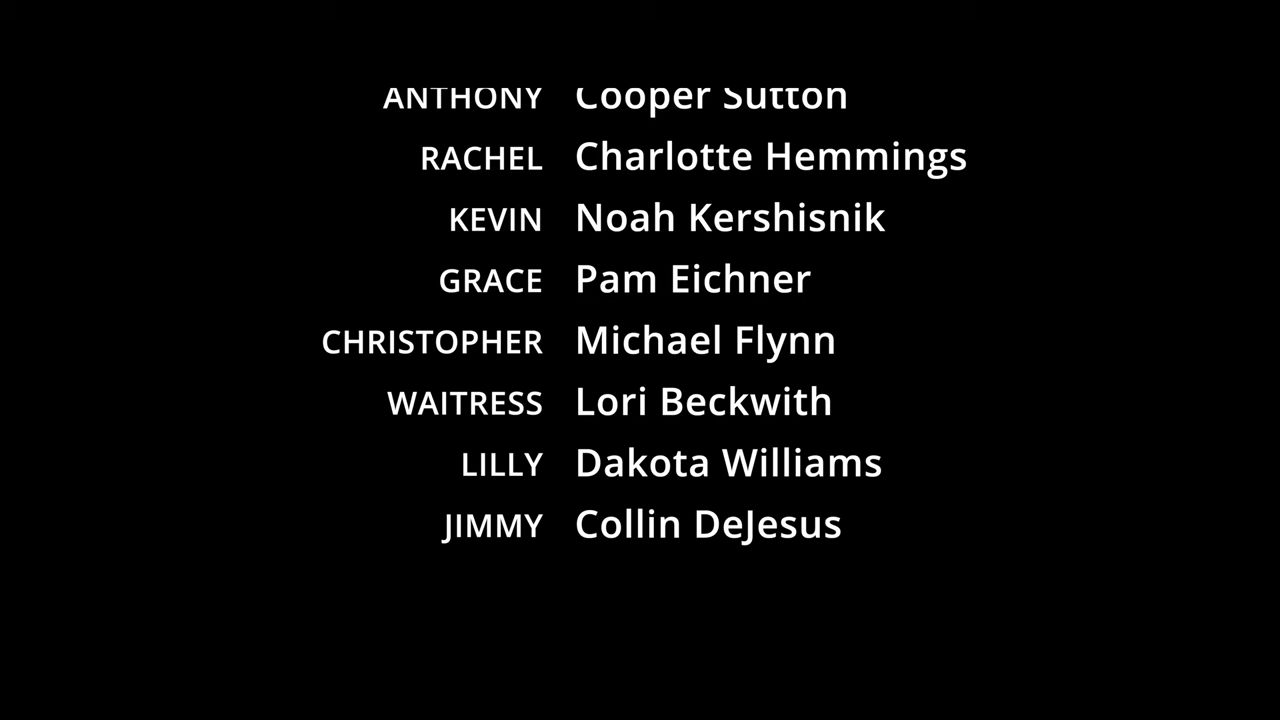 ANTHONY Cooper Sutton
RACHEL Charlotte Hemmings
KEVIN Noah Kershisnik
GRACE Pam Eichner
CHRISTOPHER Michael Flynn
WAITRESS Lori Beckwith
LILLY Dakota Williams
JIMMY Collin DeJesus